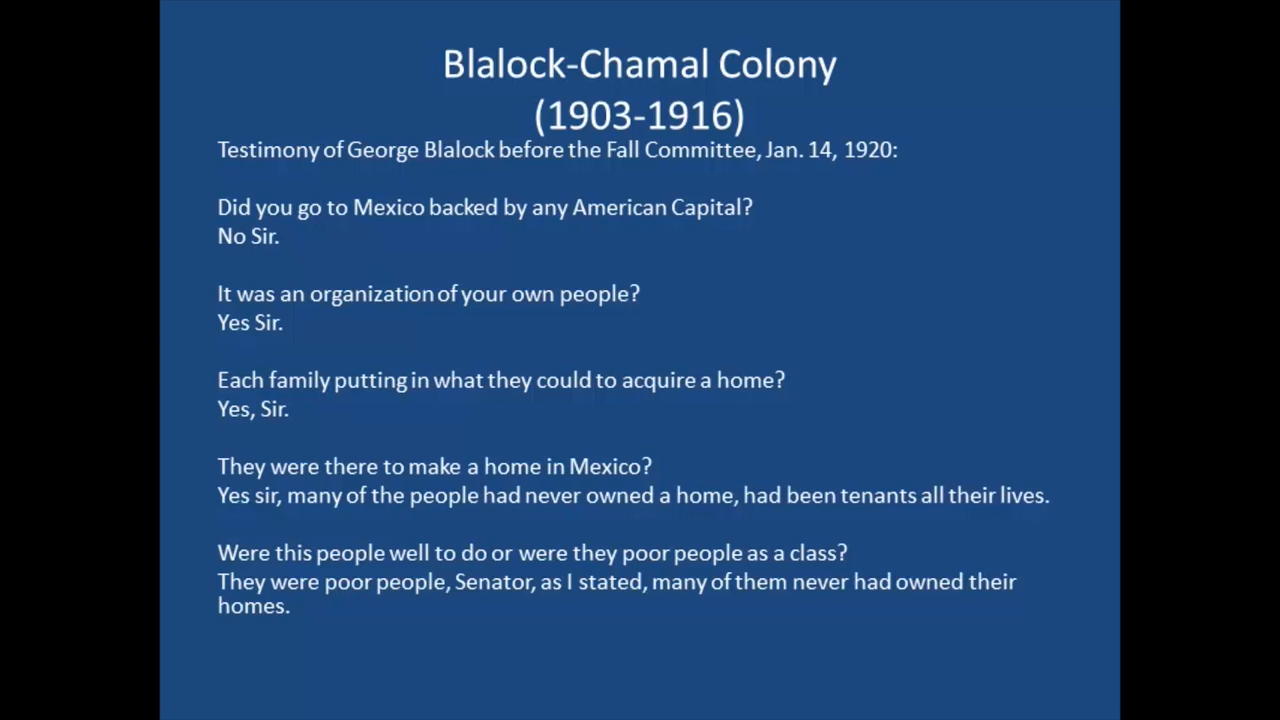 Blalock-Chamal Colony
(1903-1916)
Testimony of George Blalock before the Fall Committee, Jan. 14, 1920:
Did you go to Mexico backed by any American Capital?
No Sir.
It was an organization of your own people?
Yes Sir.
Each family putting in what they could to acquire a home?
Yes, Sir.
They were there to make a home in Mexico?
Yes sir, many of the people had never owned a home, had been tenants all their lives.
Were this people well to do or were they poor people as a class?
They were poor people, Senator, as I stated, many of them never had owned their
homes.